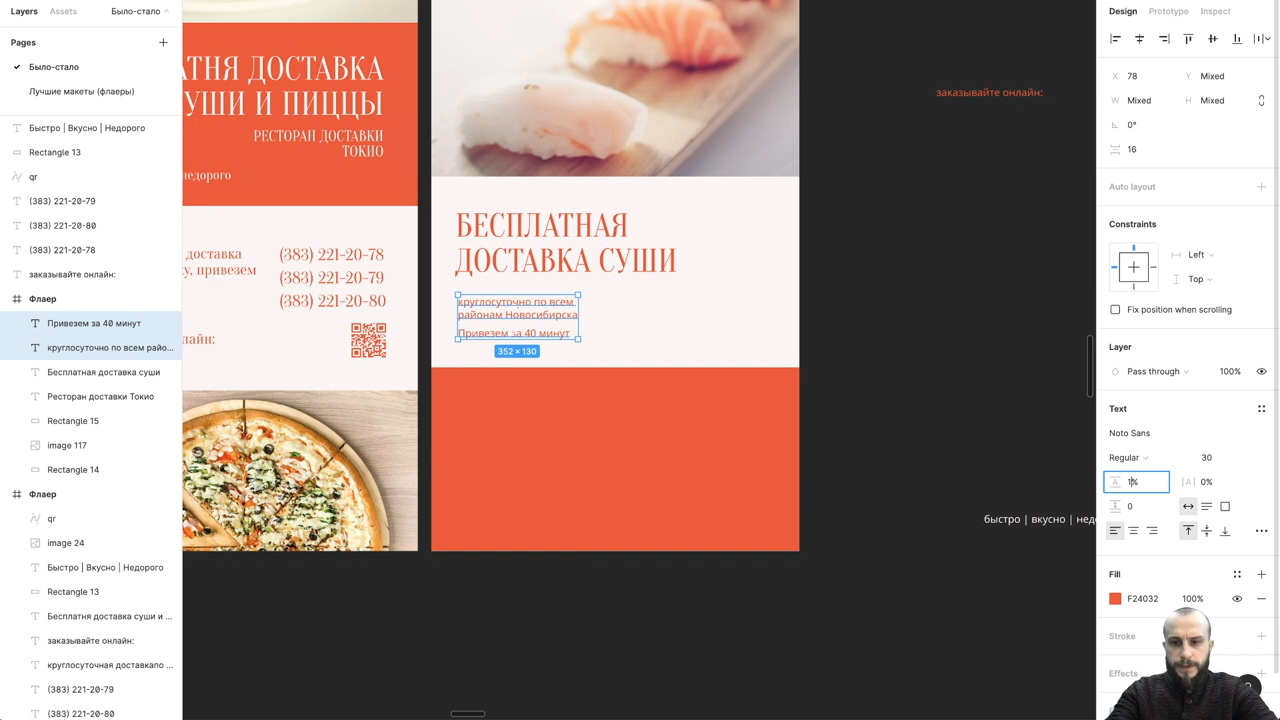 Layers Assets Было-стало
Pages
Было-стало
Лучшие макеты (флаеры)
Быстро | Вкусно | Недорого
Rectangle 13
qr
(383) 221-20-79
(383) 221-20-80
(383) 221-20-78
заказывайте онлайн:
Флаер
Привезем за 40 минут
круглосуточно по всем райо...
Бесплатная доставка суши
Ресторан доставки Токио
Rectangle 15
image 117
Rectangle 14
Флаер
qr
image 24
Быстро | Вкусно | Недорого
Rectangle 13
Бесплатня доставка суши и ...
заказывайте онлайн:
круглосуточная доставкапо ...
(383) 221-20-79
(383) 221-20-80
АТНЯ ДОСТАВКА
УШИ И ПИЦЦЫ
РЕСТОРАН ДОСТАВКИ
ТОКИО
недорого
доставка
у, привезем
(383) 221-20-78
(383) 221-20-79
(383) 221-20-80
лайн:
БЕСПЛАТНАЯ
ДОСТАВКА СУШИ
круглосуточно по всем
районам Новосибирска
Привезем за 40 минут
352 × 130
заказывайте онлайн:
быстро | вкусно | недо
Design Prototype Inspect
X 78 Y Mixed
W Mixed H Mixed
0°
16
Auto layout
Constraints
Left
Top
Fix position when scrolling
Layer
Pass through 100%
Text
Noto Sans
Regular 30
1% 0%
0
Fill
F24032 100%
Stroke
Effects